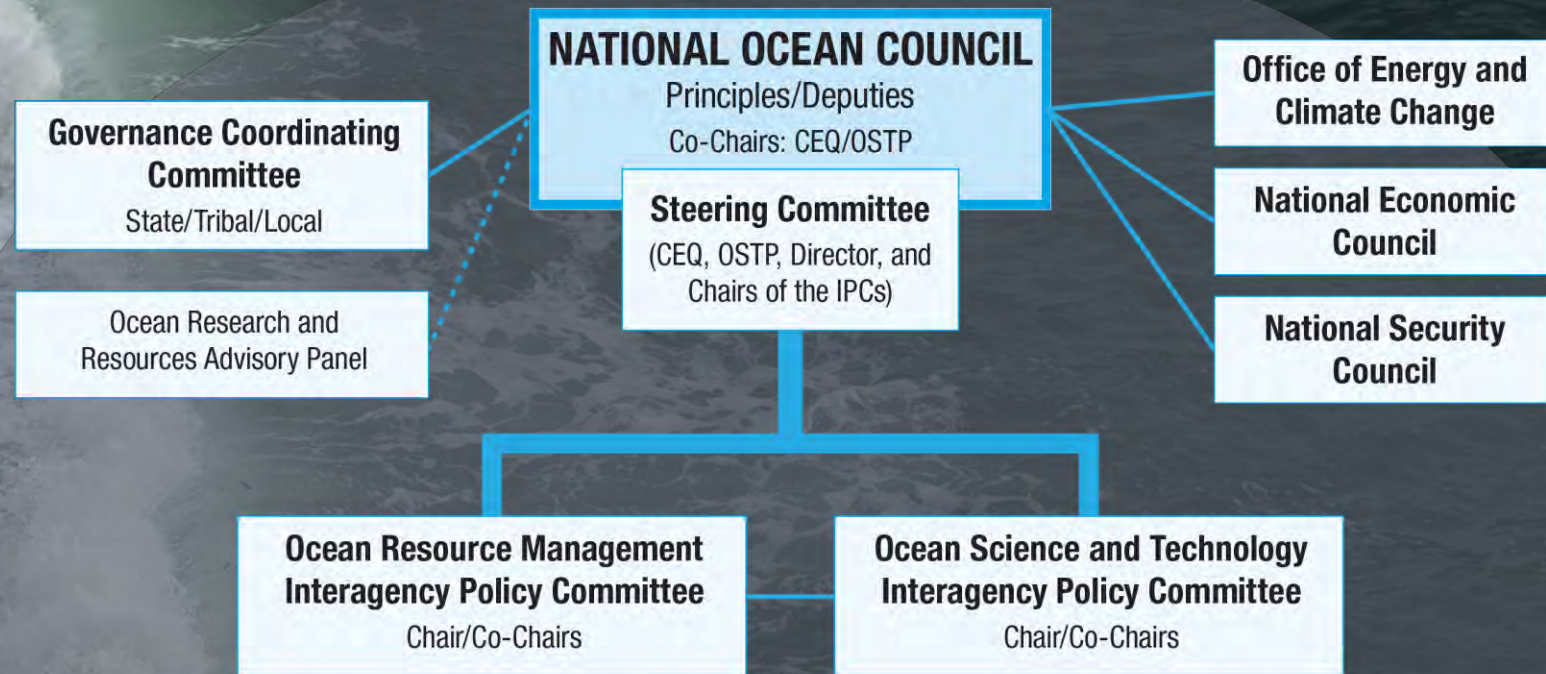 NATIONAL OCEAN COUNCIL
Principles/Deputies
Co-Chairs: CEQ/OSTP
Steering Committee
(CEQ, OSTP, Director, and
Chairs of the IPCs)
Governance Coordinating
Committee
State/Tribal/Local
Ocean Research and
Resources Advisory Panel
Office of Energy and
Climate Change
National Economic
Council
National Security
Council
Ocean Resource Management
Interagency Policy Committee
Chair/Co-Chairs
Ocean Science and Technology
Interagency Policy Committee
Chair/Co-Chairs